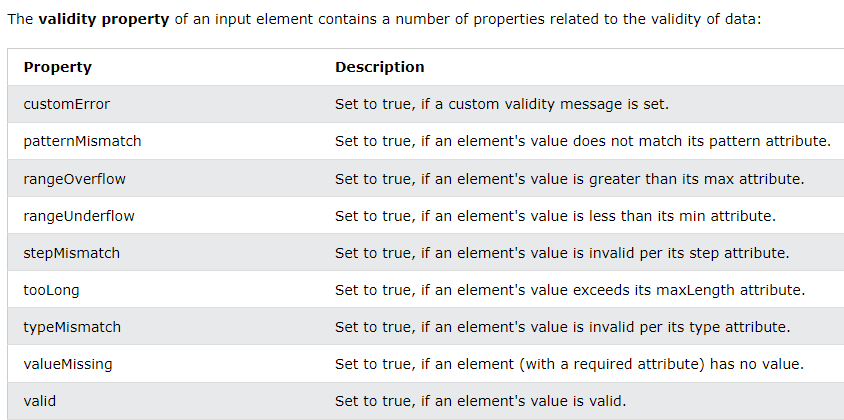 The validity property of an input element contains a number of properties related to the validity of data:
Property Description
customError Set to true, if a custom validity message is set.
patternMismatch Set to true, if an element's value does not match its pattern attribute.
rangeOverflow Set to true, if an element's value is greater than its max attribute.
rangeUnderflow Set to true, if an element's value is less than its min attribute.
stepMismatch Set to true, if an element's value is invalid per its step attribute.
tooLong Set to true, if an element's value exceeds its maxLength attribute.
typeMismatch Set to true, if an element's value is invalid per its type attribute.
valueMissing Set to true, if an element (with a required attribute) has no value.
valid Set to true, if an element's value is valid.